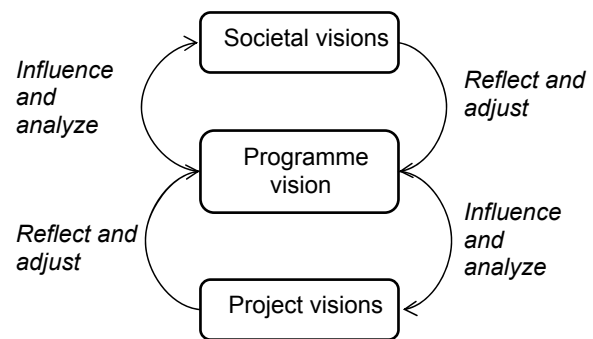 Societal visions
Influence
and
analyze
Reflect and
adjust
Programme
vision
Reflect and
adjust
Influence
and
analyze
Project visions